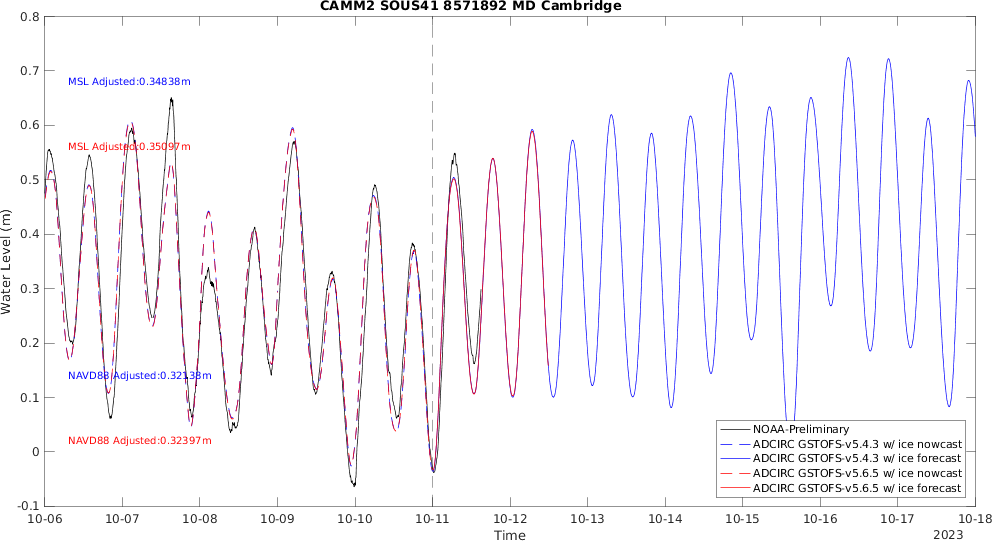 CAMM2 SOUS41 8571892 MD Cambridge
0.8
0.7
0.6
0.5
0.4
0.3
0.2
0.1
0
-0.1
Water Level (m)
MSL Adjusted:0.34838m
MSL Adjusted:0.35097m
NAVD88 Adjusted:0.32138m
NAVD88 Adjusted:0.32397m
NOAA-Preliminary
ADCIRC GSTOFS-v5.4.3 w/ ice nowcast
ADCIRC GSTOFS-v5.4.3 w/ ice forecast
ADCIRC GSTOFS-v5.6.5 w/ ice nowcast
ADCIRC GSTOFS-v5.6.5 w/ ice forecast
10-06 10-07 10-08 10-09 10-10 10-11 10-12 10-13 10-14 10-15 10-16 10-17 10-18
Time
2023